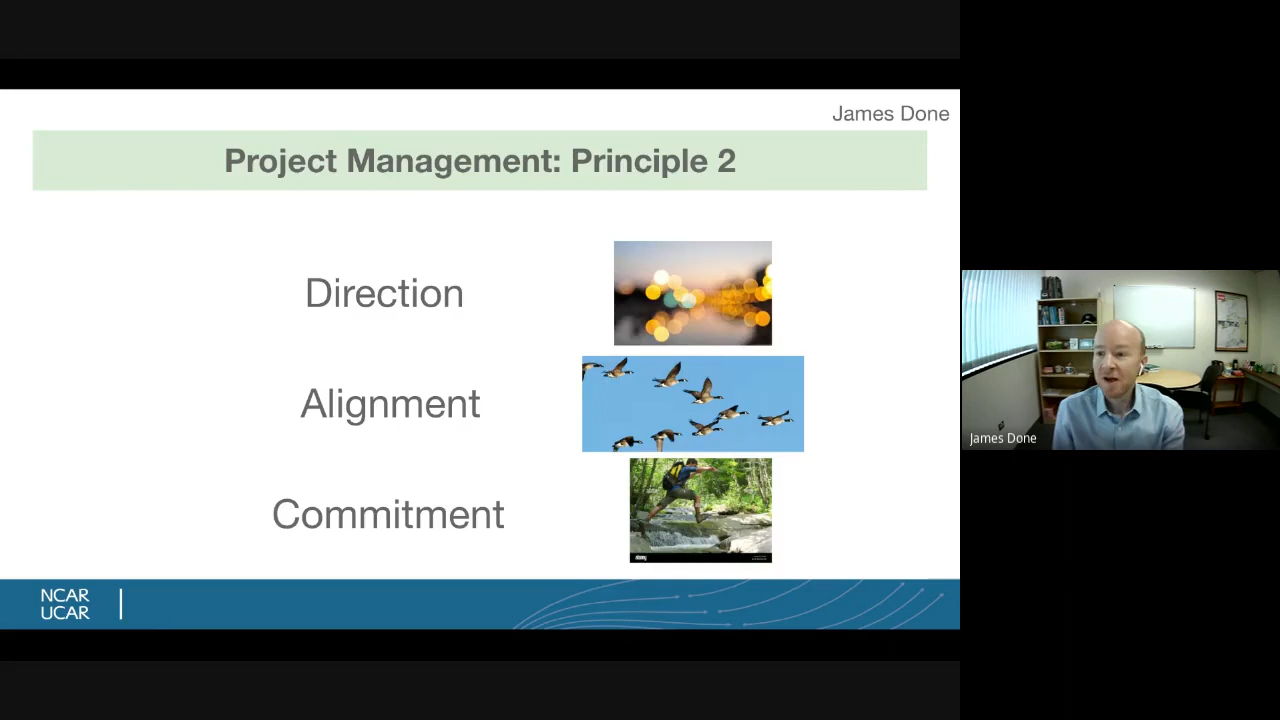 James Done
Project Management: Principle 2
Direction
Alignment
Commitment
NCAR
UCAR
James Done